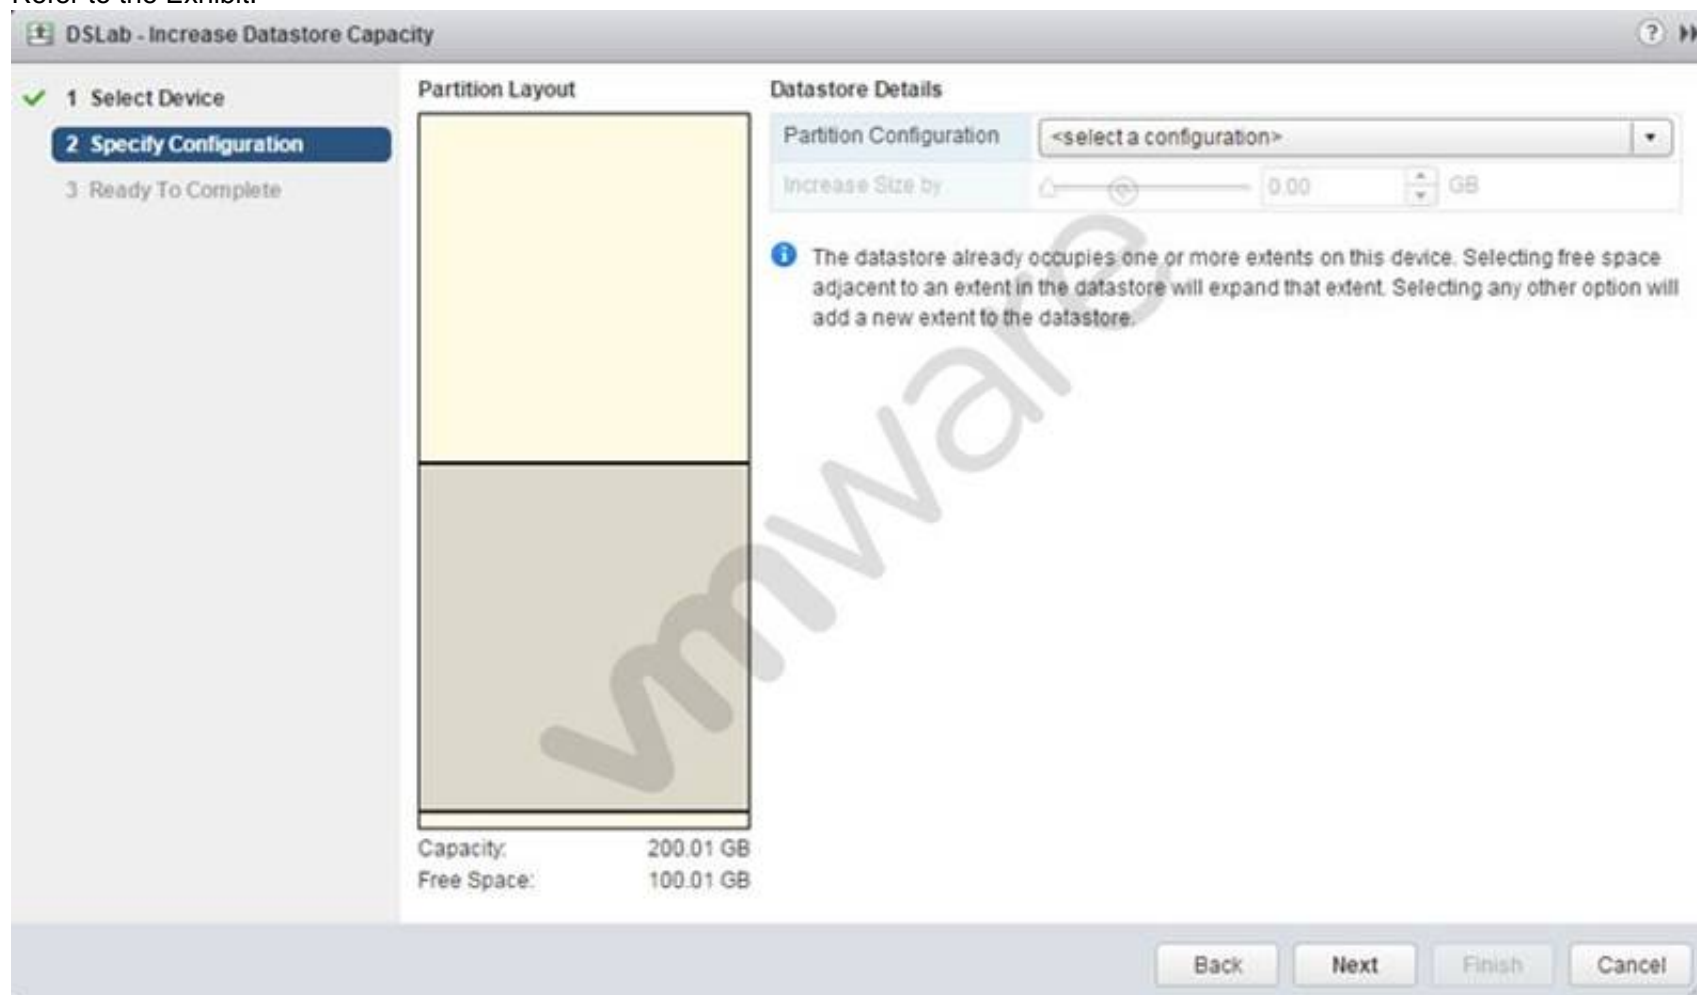 Refer to the Exhibit.
DSLab - Increase Datastore Capacity
?
1 Select Device
2 Specify Configuration
3 Ready To Complete
Partition Layout
Capacity: 200.01 GB
Free Space: 100.01 GB
Datastore Details
Partition Configuration <select a configuration>
Increase Size by 0.00 GB
The datastore already occupies one or more extents on this device. Selecting free space
adjacent to an extent in the datastore will expand that extent. Selecting any other option will
add a new extent to the datastore.
vmware
Back Next Finish Cancel